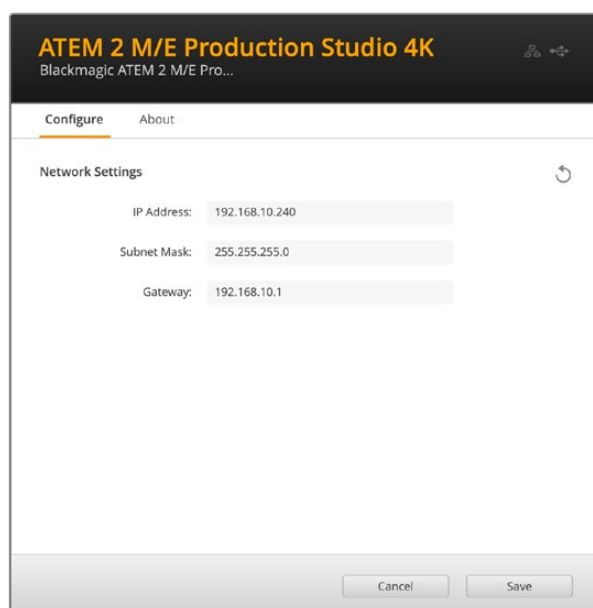 ATEM 2 M/E Production Studio 4K
Blackmagic ATEM 2 M/E Pro...
Configure About
Network Settings
IP Address: 192.168.10.240
Subnet Mask: 255.255.255.0
Gateway: 192.168.10.1
Cancel Save